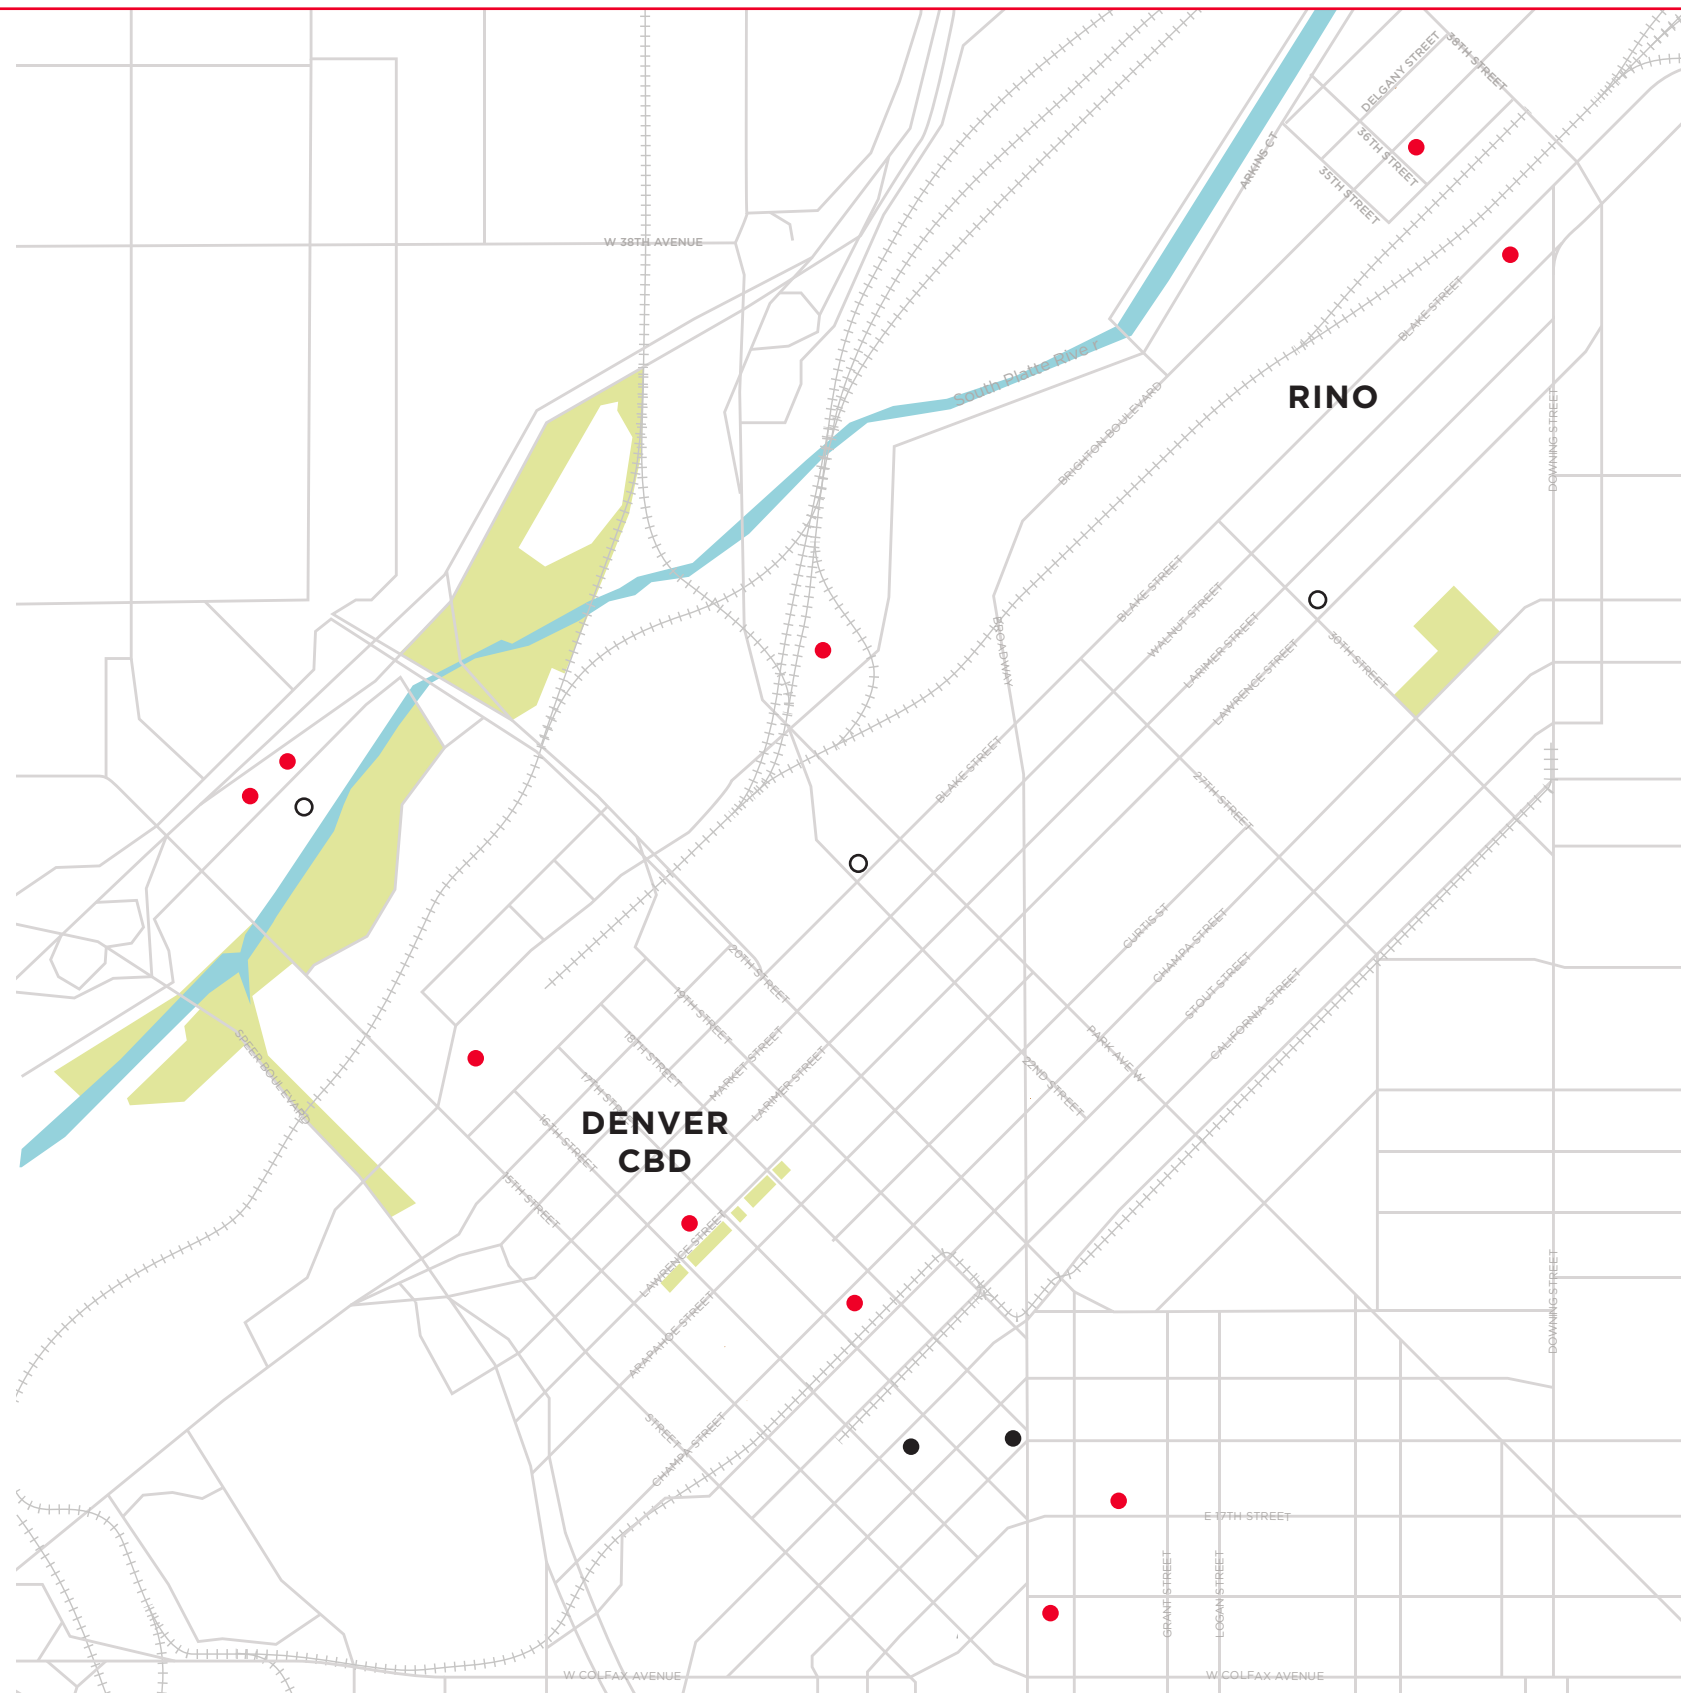 DELGANY STREET
38TH STREET
36TH STREET
35TH STREET
ARKINS CT
W 38TH AVENUE
BLAKE STREET
South Platte Rive r
RINO
BRIGHTON BOULEVARD
DOWNING STREET
BLAKE STREET
WALNUT STREET
LARIMER STREET
LAWRENCE STREET
30TH STREET
BROADWAY
BLAKE STREET
27TH STREET
CURTIS ST
CHAMPA STREET
STOUT STREET
CALIFORNIA STREET
20TH STREET
19TH STREET
18TH STREET
17TH STREET
16TH STREET
15TH STREET
MARKET STREET
LARIMER STREET
PARK AVE W
22ND STREET
SPEER BOULEVARD
DENVER
CBD
LAWRENCE STREET
ARAPAHOE STREET
STREET
CHAMPA STREET
DOWNING STREET
E 17TH STREET
GRANT STREET
LOGAN STREET
W COLFAX AVENUE
W COLFAX AVENUE